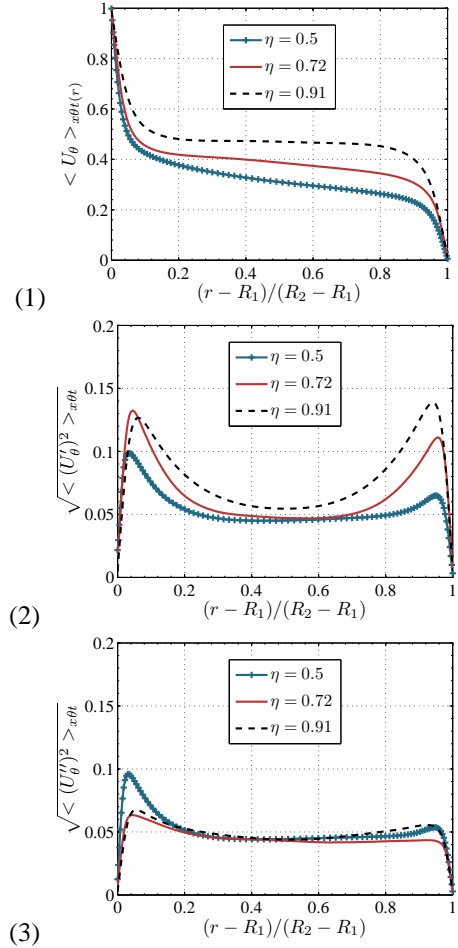 1
0.8
0.6
0.4
0.2
0
< U_θ >_{xθt(r)}
η = 0.5
η = 0.72
η = 0.91
0 0.2 0.4 0.6 0.8 1
(r − R_1)/(R_2 − R_1)
(1)
0.2
0.15
0.1
0.05
0
√< (U'_θ)^2 >_{xθt}
η = 0.5
η = 0.72
η = 0.91
0 0.2 0.4 0.6 0.8 1
(r − R_1)/(R_2 − R_1)
(2)
0.2
0.15
0.1
0.05
0
√< (U''_θ)^2 >_{xθt}
η = 0.5
η = 0.72
η = 0.91
0 0.2 0.4 0.6 0.8 1
(r − R_1)/(R_2 − R_1)
(3)